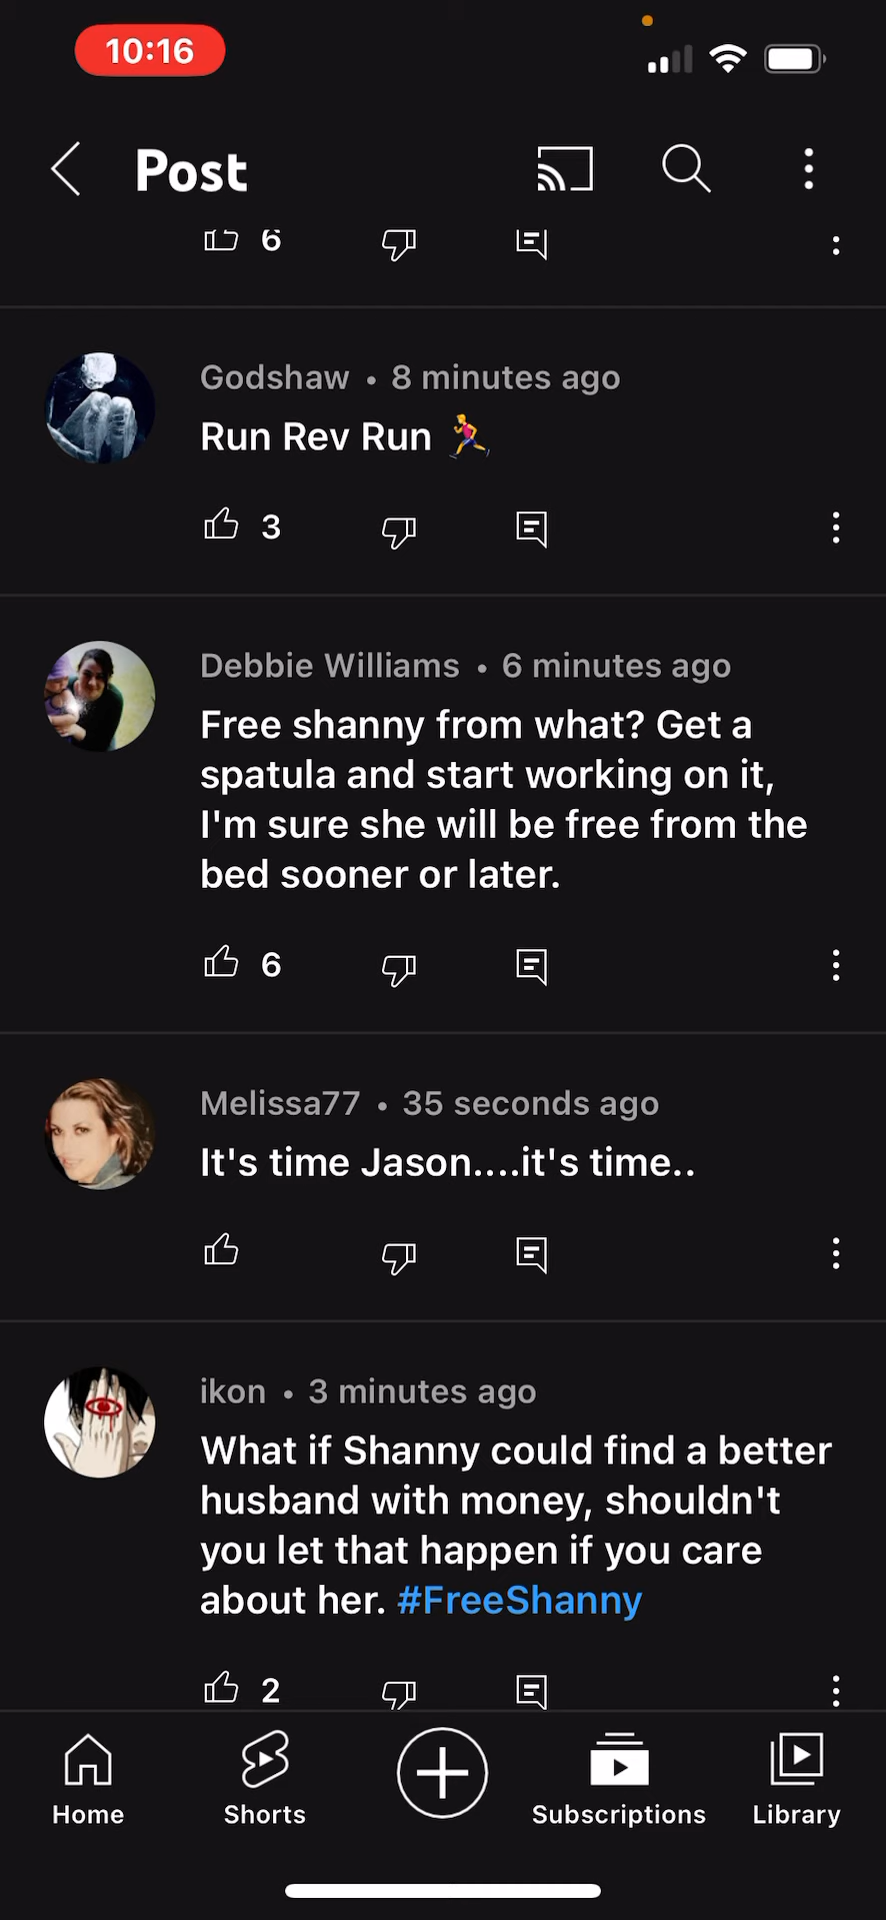 10:16
Post
6
Godshaw • 8 minutes ago
Run Rev Run 🏃
3
Debbie Williams • 6 minutes ago
Free shanny from what? Get a
spatula and start working on it,
I'm sure she will be free from the
bed sooner or later.
6
Melissa77 • 35 seconds ago
It's time Jason....it's time..
ikon • 3 minutes ago
What if Shanny could find a better
husband with money, shouldn't
you let that happen if you care
about her. #FreeShanny
2
Home Shorts Subscriptions Library